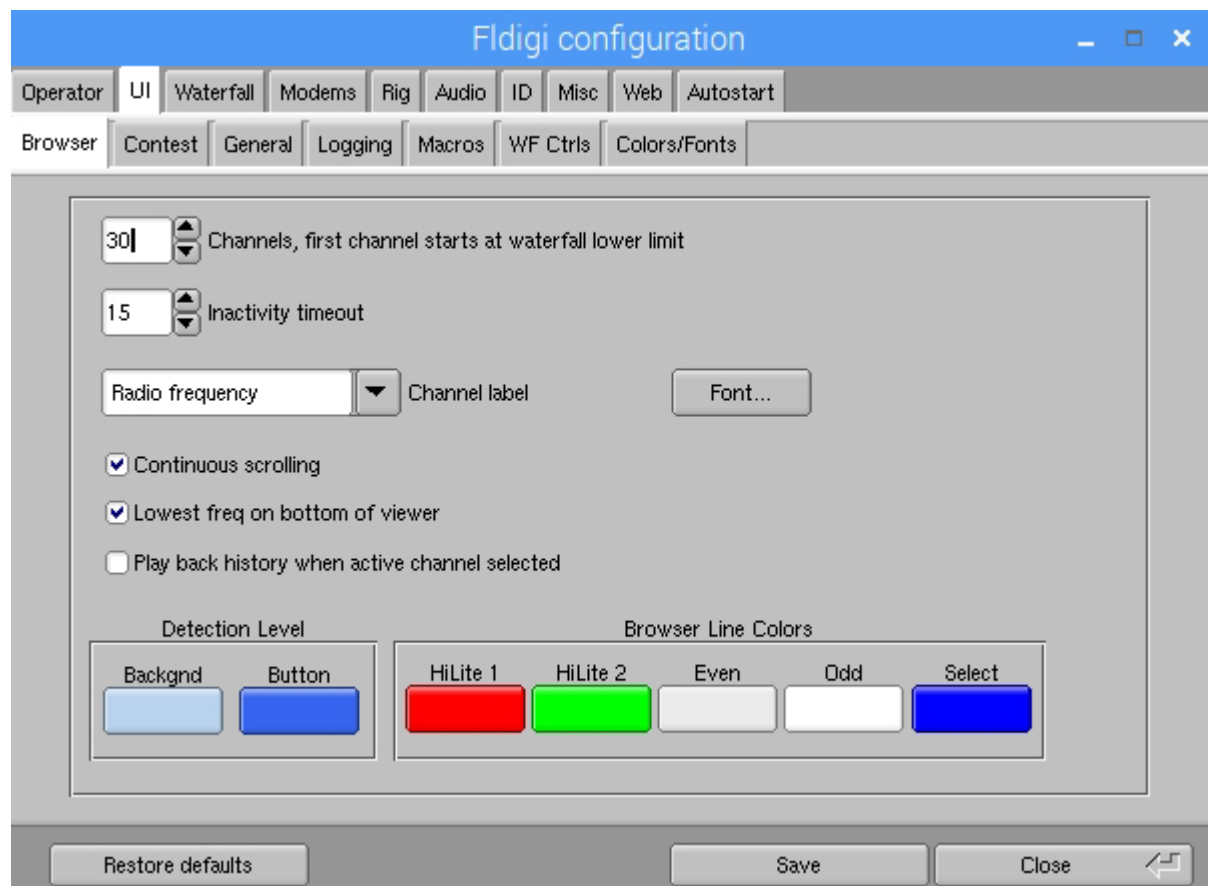 Fldigi configuration
Operator UI Waterfall Modems Rig Audio ID Misc Web Autostart
Browser Contest General Logging Macros WF Ctrls Colors/Fonts
30 Channels, first channel starts at waterfall lower limit
15 Inactivity timeout
Radio frequency Channel label Font...
Continuous scrolling
Lowest freq on bottom of viewer
Play back history when active channel selected
Detection Level Browser Line Colors
Backgnd Button HiLite 1 HiLite 2 Even Odd Select
Restore defaults Save Close